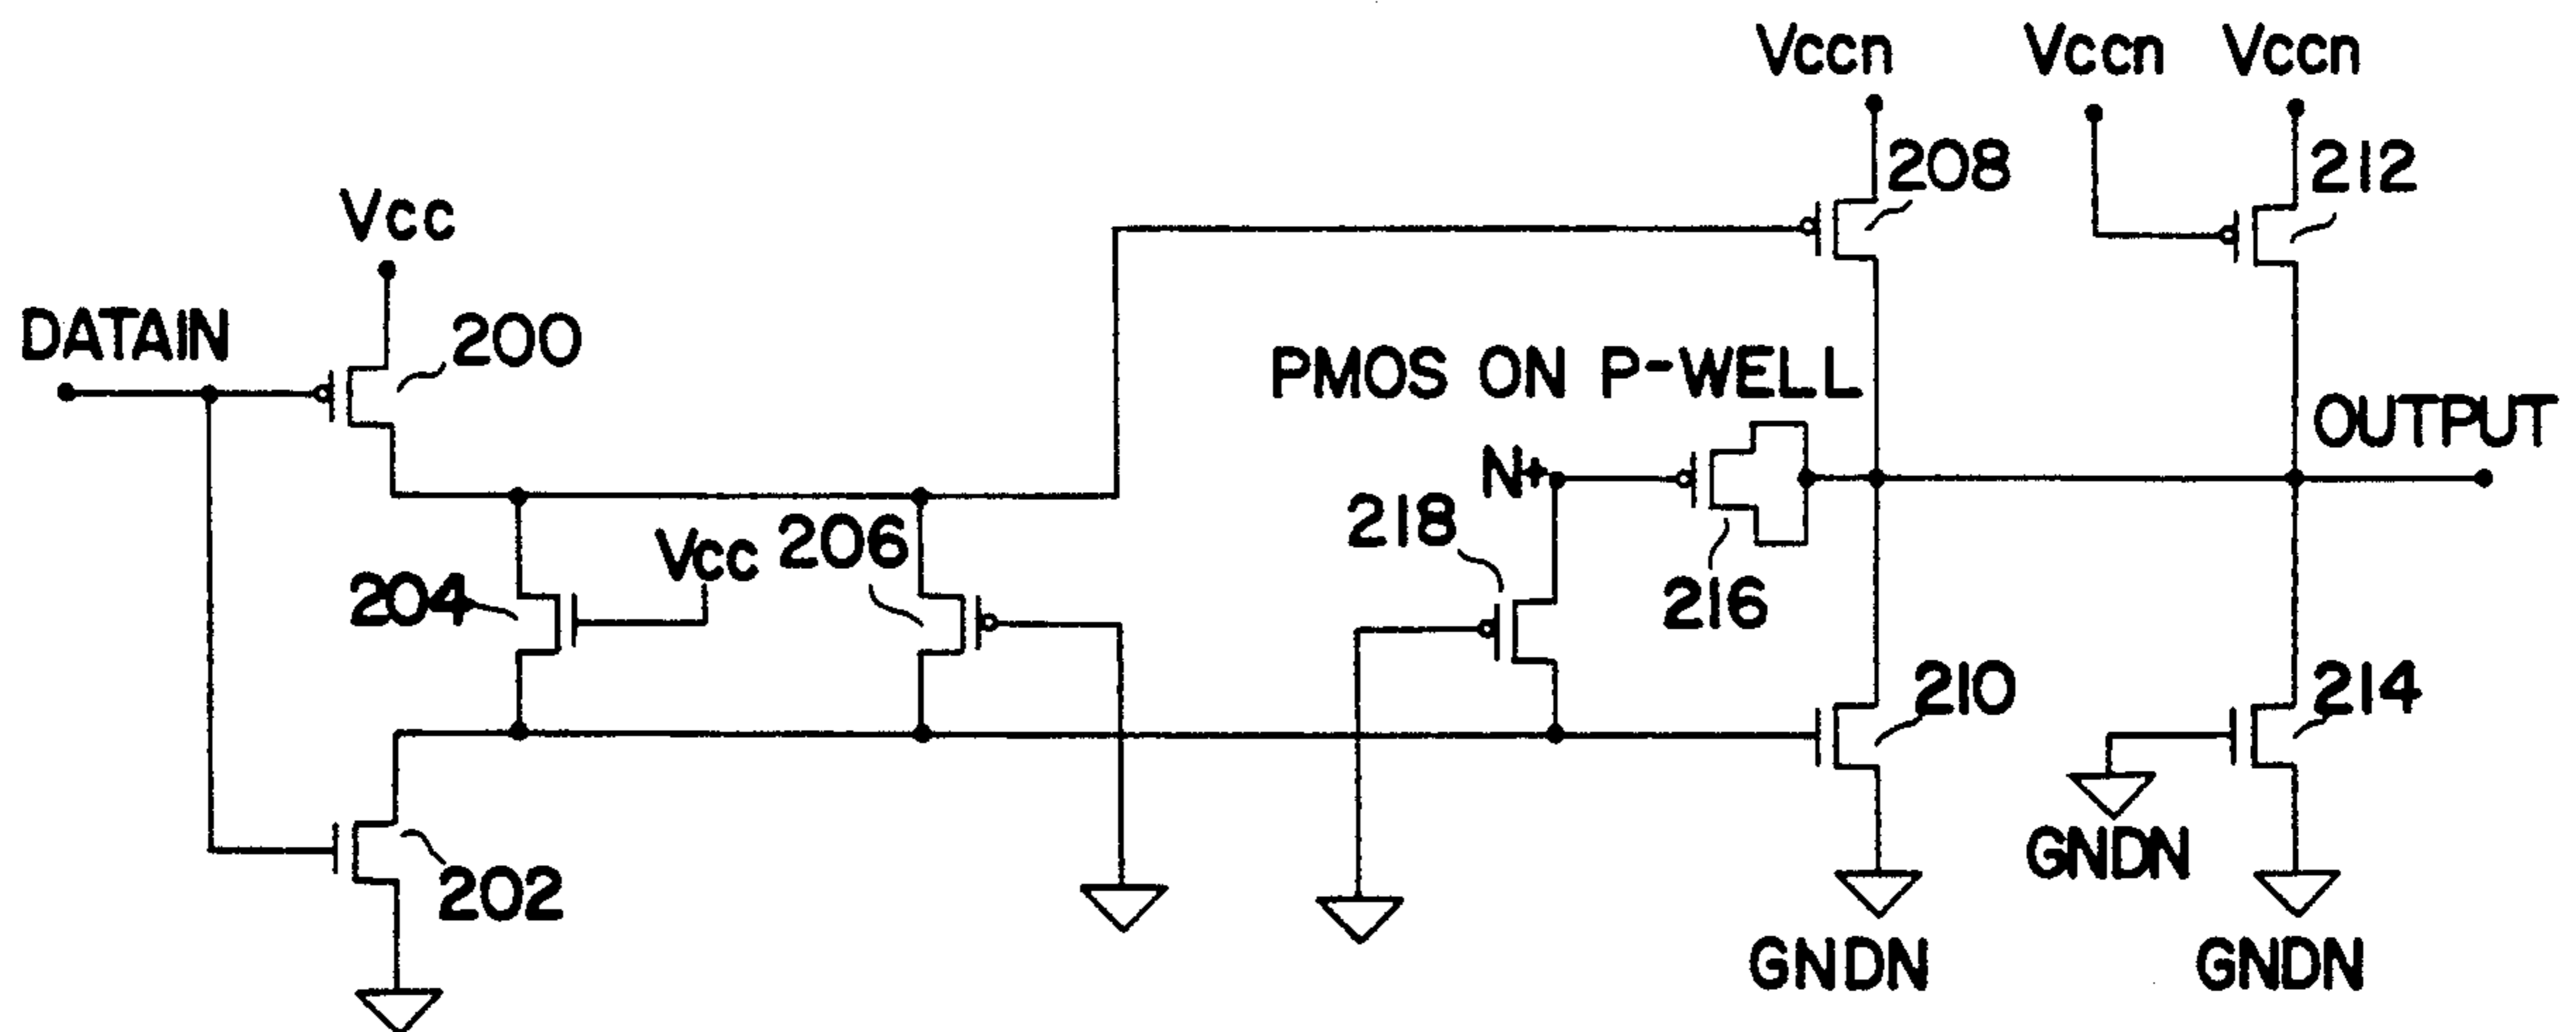 Vccn Vccn Vccn
208
212
Vcc
DATAIN
200
PMOS ON P-WELL
OUTPUT
N+
218
Vcc 206
204
216
210
214
GNDN
202
GNDN
GNDN